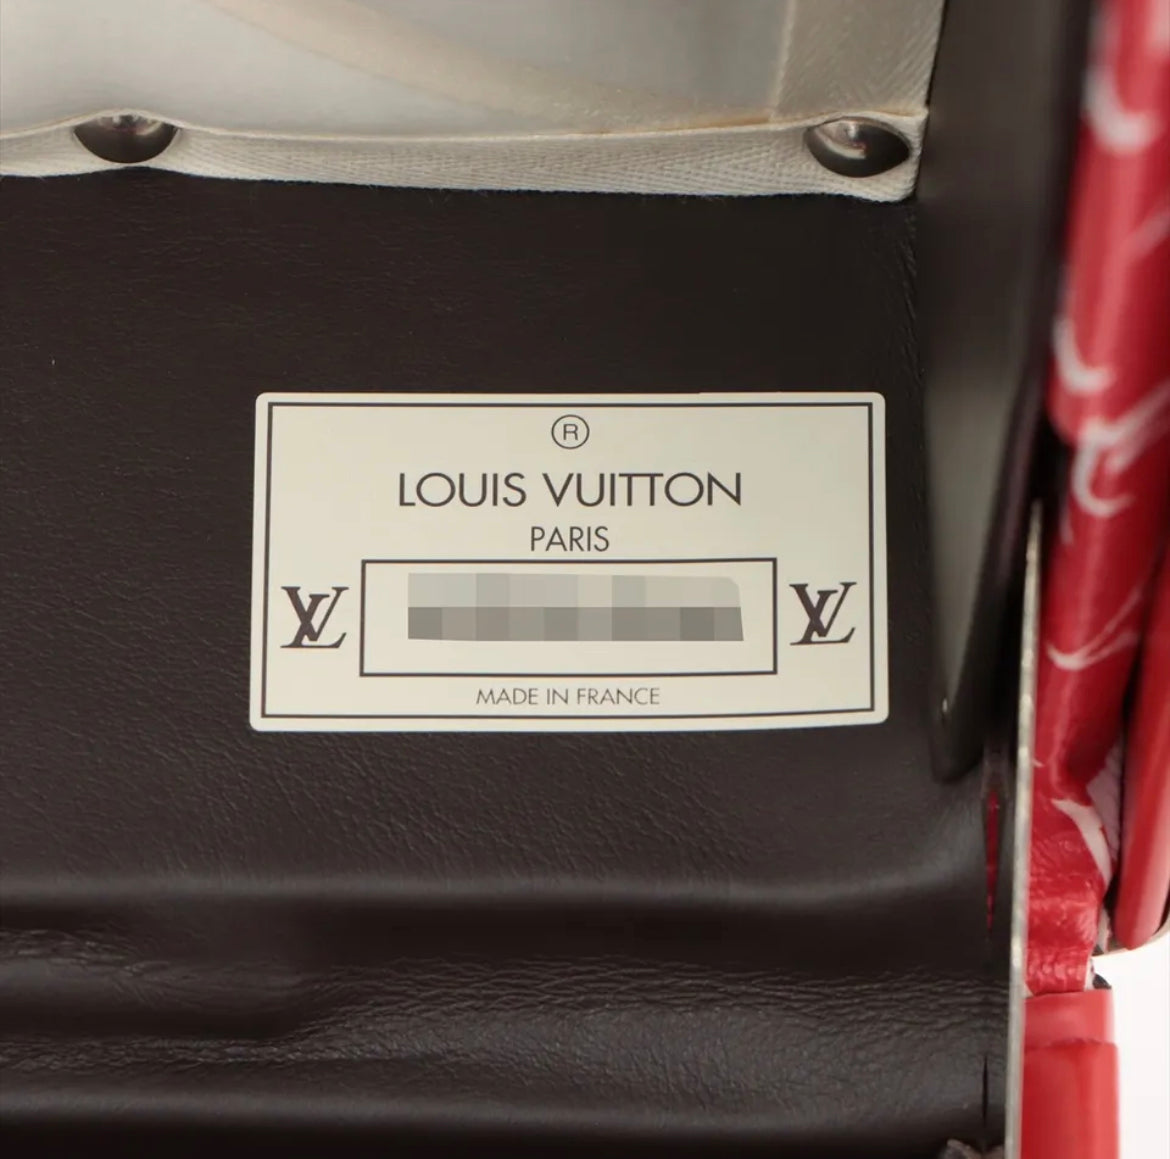 ®
LOUIS VUITTON
PARIS
LV LV
MADE IN FRANCE